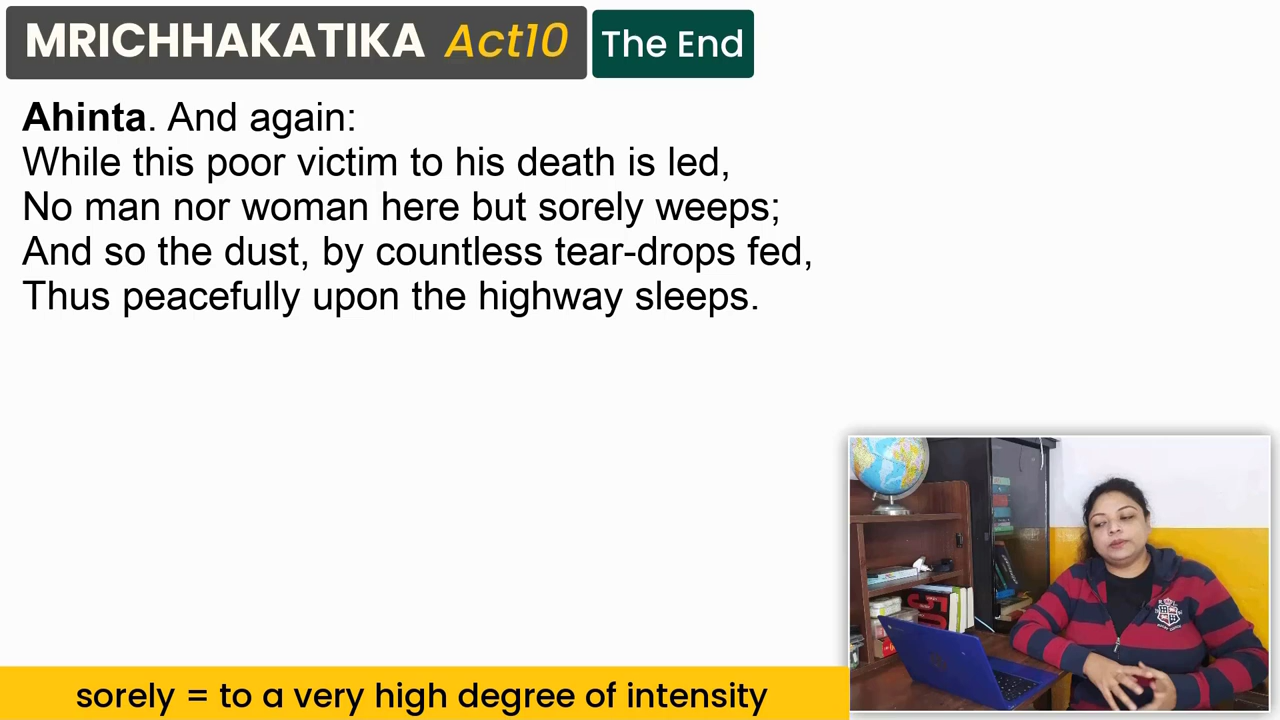 MRICHHAKATIKA Act10 The End
Ahinta. And again:
While this poor victim to his death is led,
No man nor woman here but sorely weeps;
And so the dust, by countless tear-drops fed,
Thus peacefully upon the highway sleeps.
sorely = to a very high degree of intensity